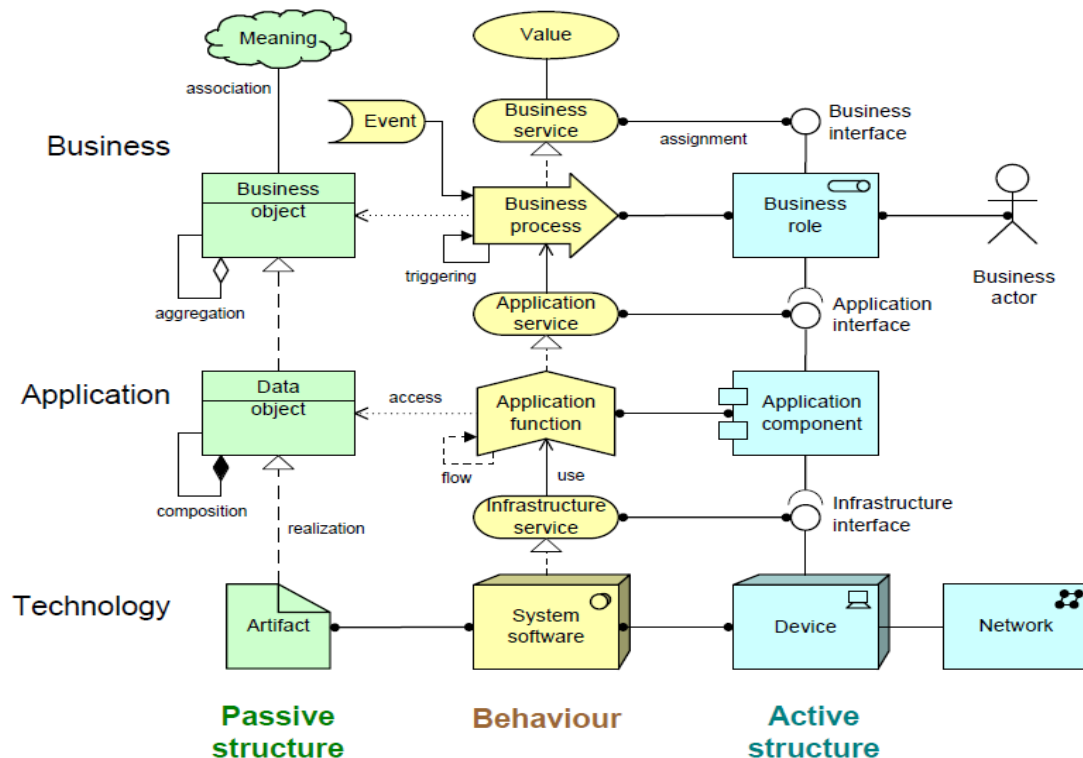 Meaning
Value
association
Event
Business
service
assignment
Business
interface
Business
Business
object
Business
process
Business
role
triggering
aggregation
Business
actor
Application
service
Application
interface
Application
Data
object
access
Application
function
Application
component
flow
use
composition
realization
Infrastructure
service
Infrastructure
interface
Technology
Artifact
System
software
Device
Network
Passive
structure
Behaviour
Active
structure